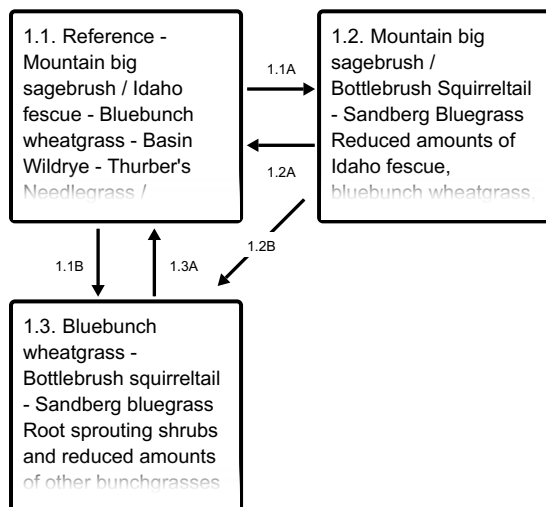 1.1. Reference -
Mountain big
sagebrush / Idaho
fescue - Bluebunch
wheatgrass - Basin
Wildrye - Thurber's
Needlegrass /
1.1A
1.2A
1.2. Mountain big
sagebrush /
Bottlebrush Squirreltail
- Sandberg Bluegrass
Reduced amounts of
Idaho fescue,
bluebunch wheatgrass,
1.1B
1.3A
1.2B
1.3. Bluebunch
wheatgrass -
Bottlebrush squirreltail
- Sandberg bluegrass
Root sprouting shrubs
and reduced amounts
of other bunchgrasses